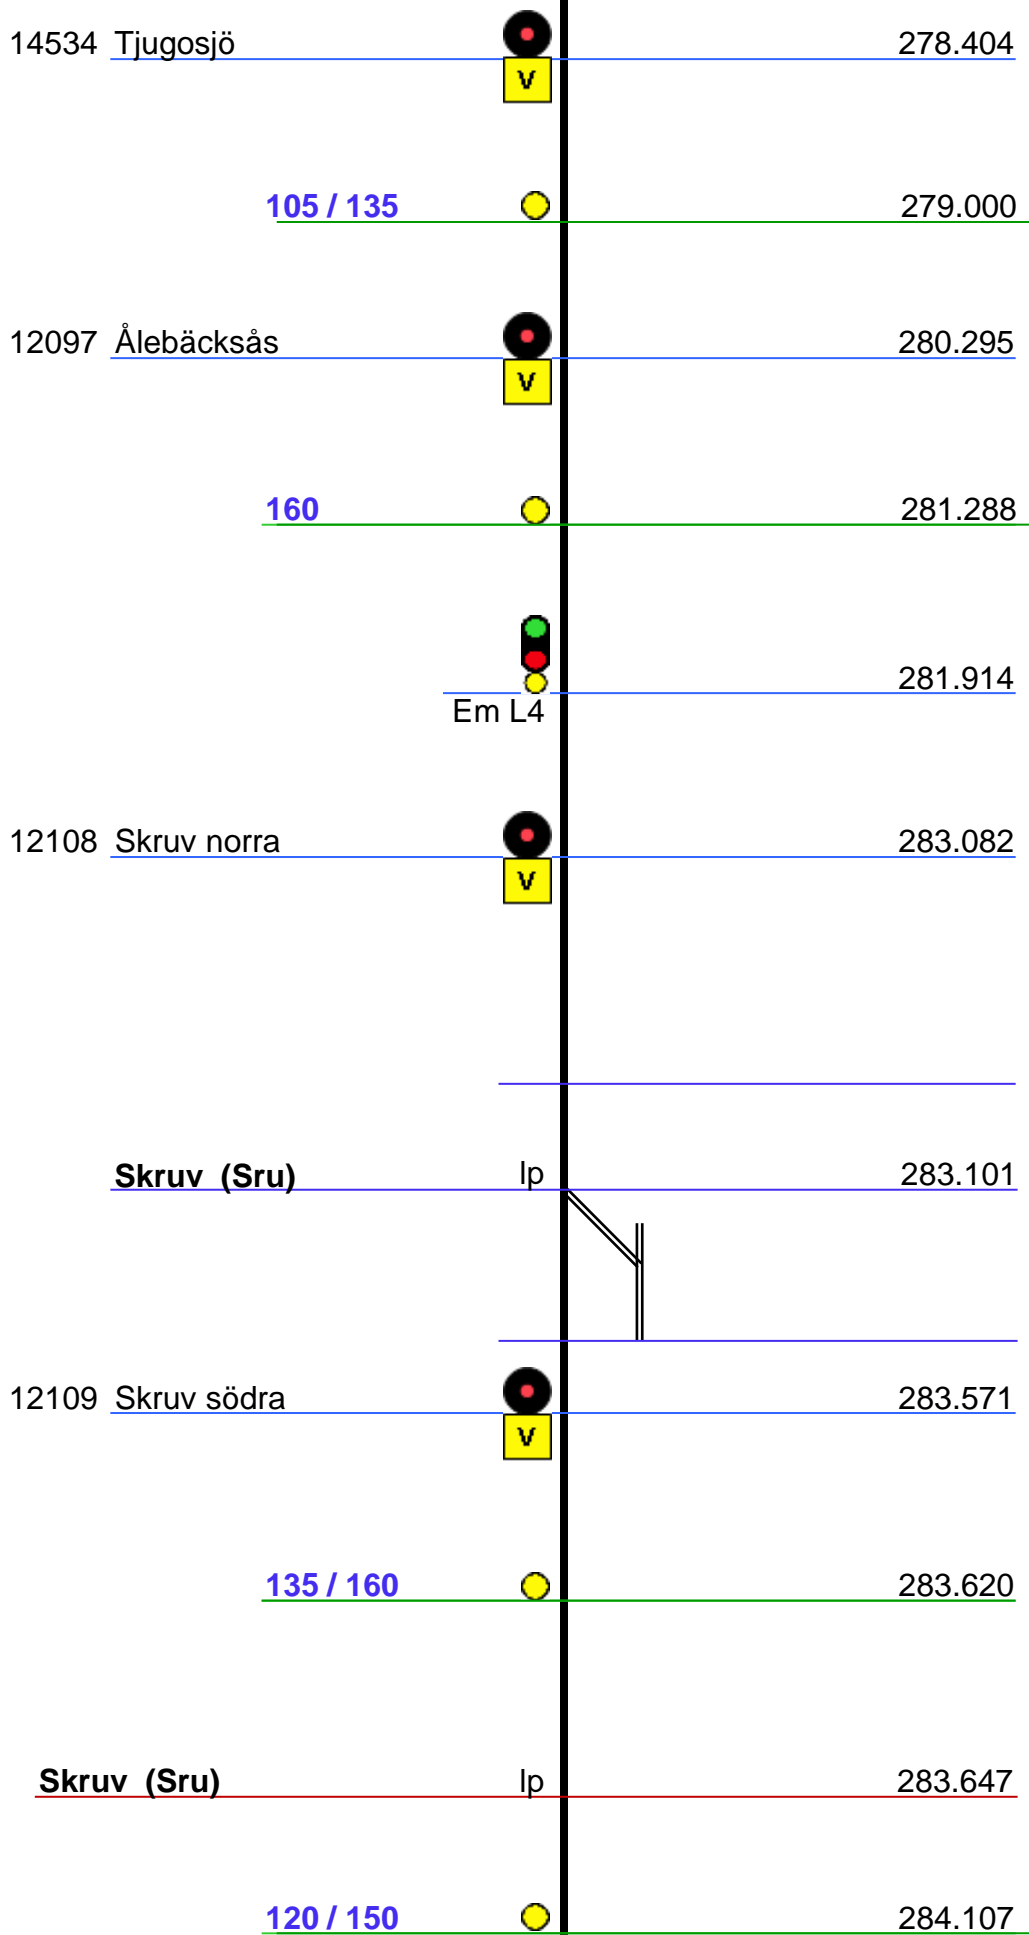 14534 Tjugosjö 278.404
V
105 / 135 279.000
12097 Ålebäcksås 280.295
V
160 281.288
281.914
Em L4
12108 Skruv norra 283.082
V
Skruv (Sru) lp 283.101
12109 Skruv södra 283.571
V
135 / 160 283.620
Skruv (Sru) lp 283.647
120 / 150 284.107